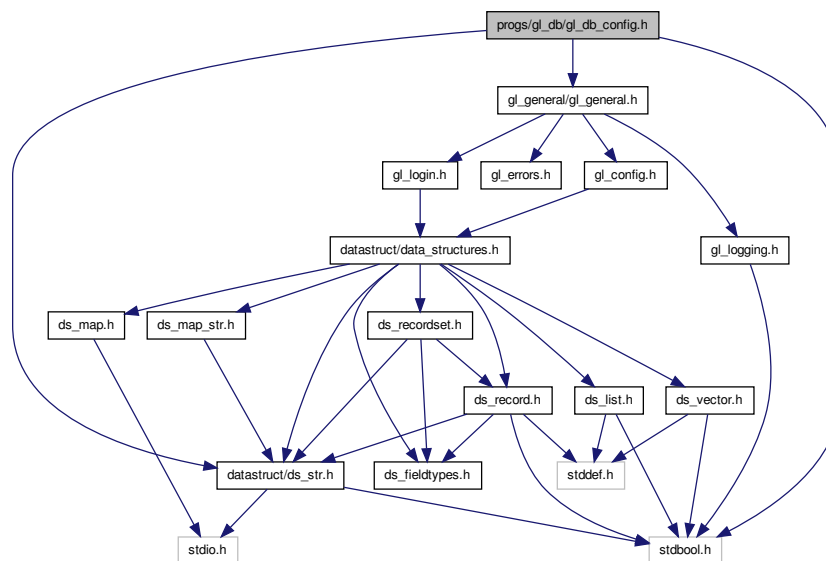 progs/gl_db/gl_db_config.h
gl_general/gl_general.h
gl_login.h
gl_errors.h
gl_config.h
datastruct/data_structures.h
gl_logging.h
ds_map.h
ds_map_str.h
ds_recordset.h
ds_record.h
ds_list.h
ds_vector.h
datastruct/ds_str.h
ds_fieldtypes.h
stddef.h
stdio.h
stdbool.h